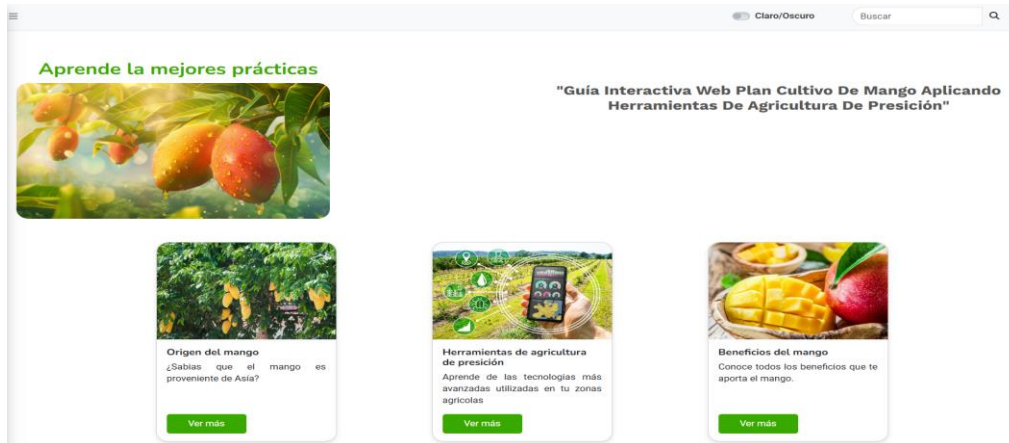 Claro/Oscuro
Buscar
Aprende la mejores prácticas
"Guía Interactiva Web Plan Cultivo De Mango Aplicando
Herramientas De Agricultura De Presición"
Origen del mango
¿Sabias que el mango es
proveniente de Asía?
Ver más
Herramientas de agricultura
de presición
Aprende de las tecnologías más
avanzadas utilizadas en tu zonas
agricolas
Ver más
Beneficios del mango
Conoce todos los beneficios que te
aporta el mango.
Ver más